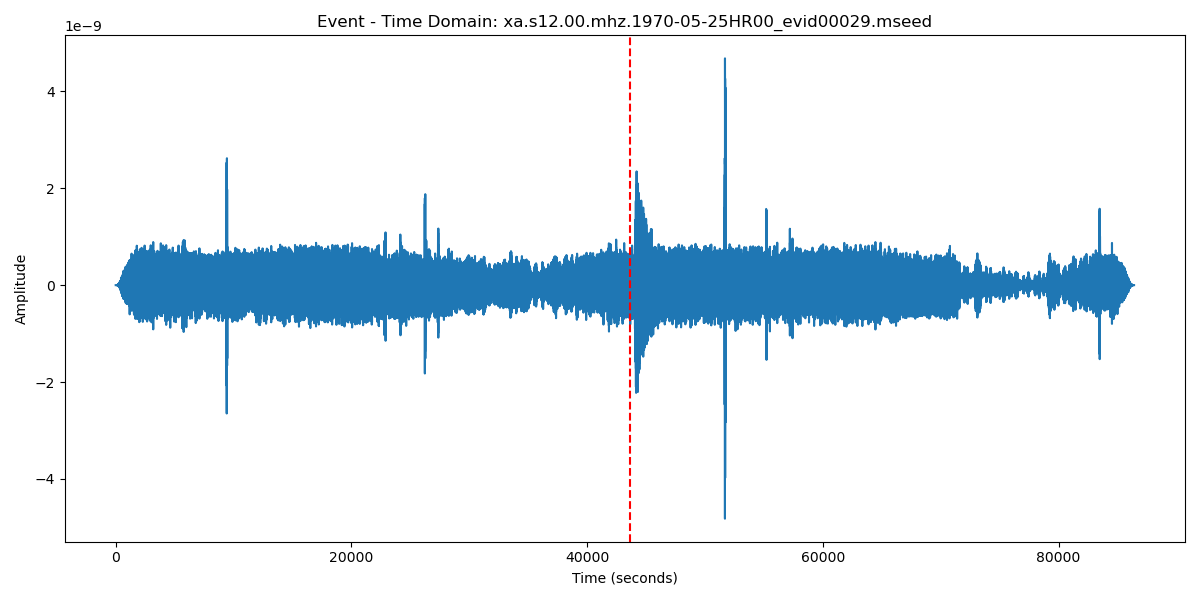 Event - Time Domain: xa.s12.00.mhz.1970-05-25HR00_evid00029.mseed
1e−9
4
2
0
−2
−4
Amplitude
0 20000 40000 60000 80000
Time (seconds)